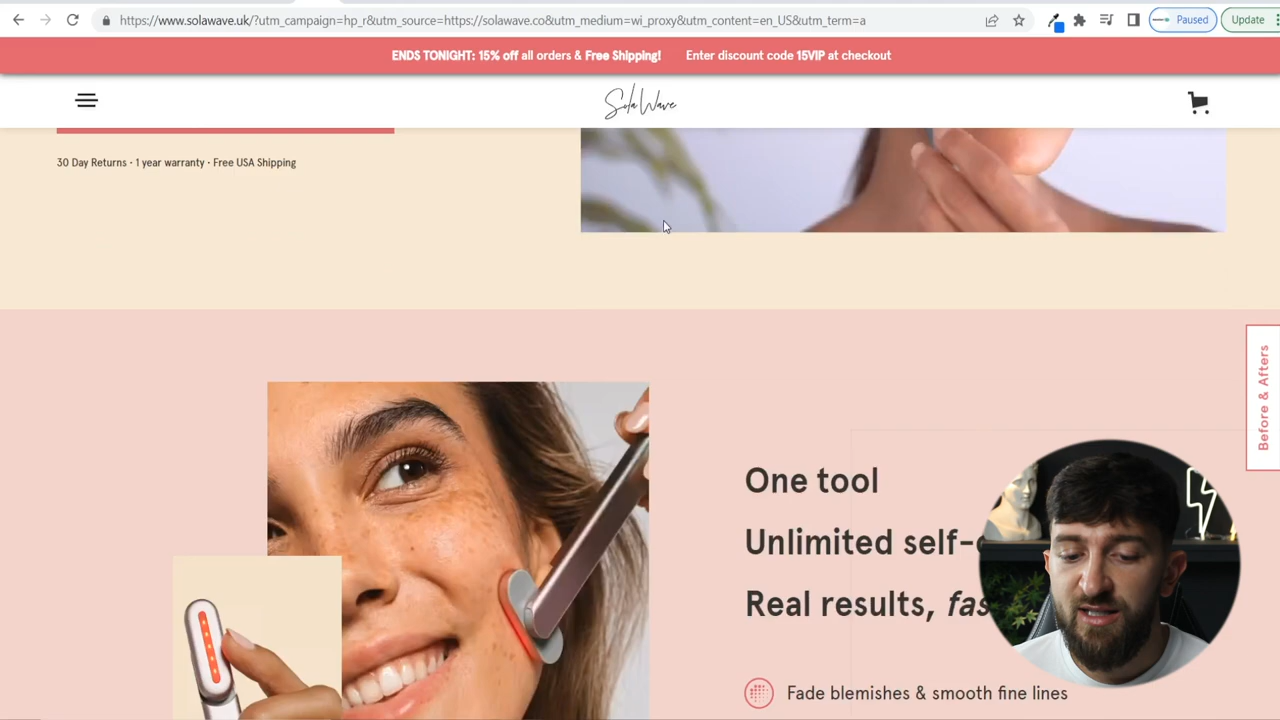 https://www.solawave.uk/?utm_campaign=hp_r&utm_source=https://solawave.co&utm_medium=wi_proxy&utm_content=en_US&utm_term=a
Paused
Update
ENDS TONIGHT: 15% off all orders & Free Shipping! Enter discount code 15VIP at checkout
Sola Wave
30 Day Returns · 1 year warranty · Free USA Shipping
Before & Afters
One tool
Unlimited self-
Real results,
Fade blemishes & smooth fine lines